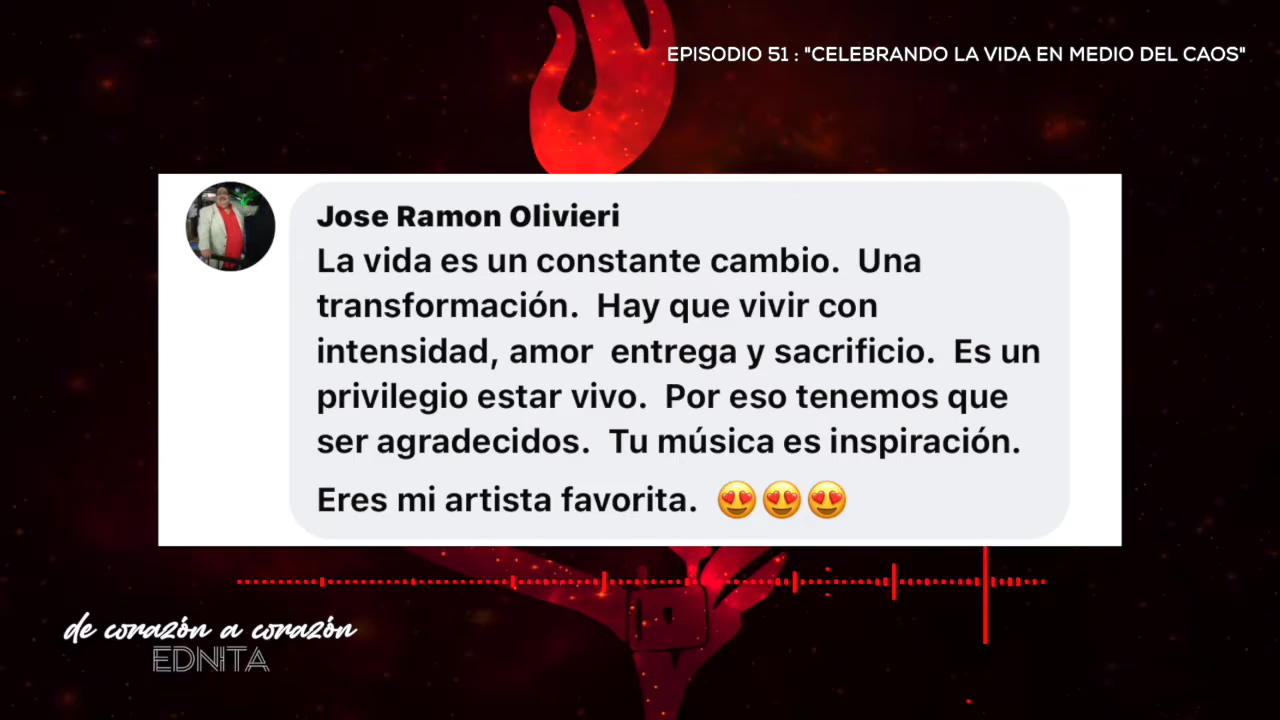 EPISODIO 51 : "CELEBRANDO LA VIDA EN MEDIO DEL CAOS"
Jose Ramon Olivieri
La vida es un constante cambio.  Una
transformación.  Hay que vivir con
intensidad, amor  entrega y sacrificio.  Es un
privilegio estar vivo.  Por eso tenemos que
ser agradecidos.  Tu música es inspiración.
Eres mi artista favorita.  😍😍😍
de corazón a corazón
EDNITA